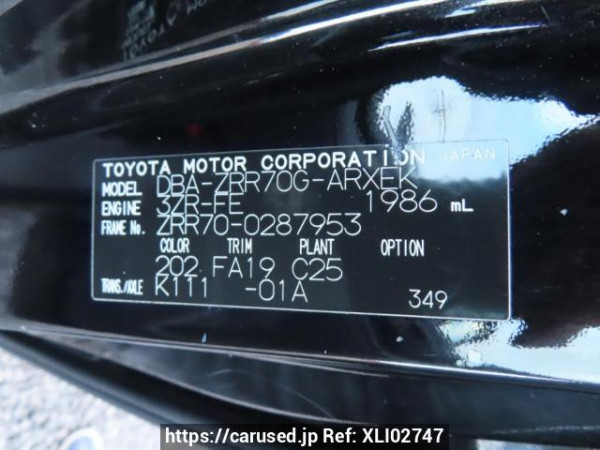 TOYOTA MOTOR CORPORATION JAPAN
MODEL DBA-ZRR70G-ARXEK
ENGINE 3ZR-FE 1986 mL
FRAME No. ZRR70-0287953
COLOR TRIM PLANT OPTION
202 FA19 C25
TRANS./AXLE K111 -01A
349
https://carused.jp Ref: XLI02747